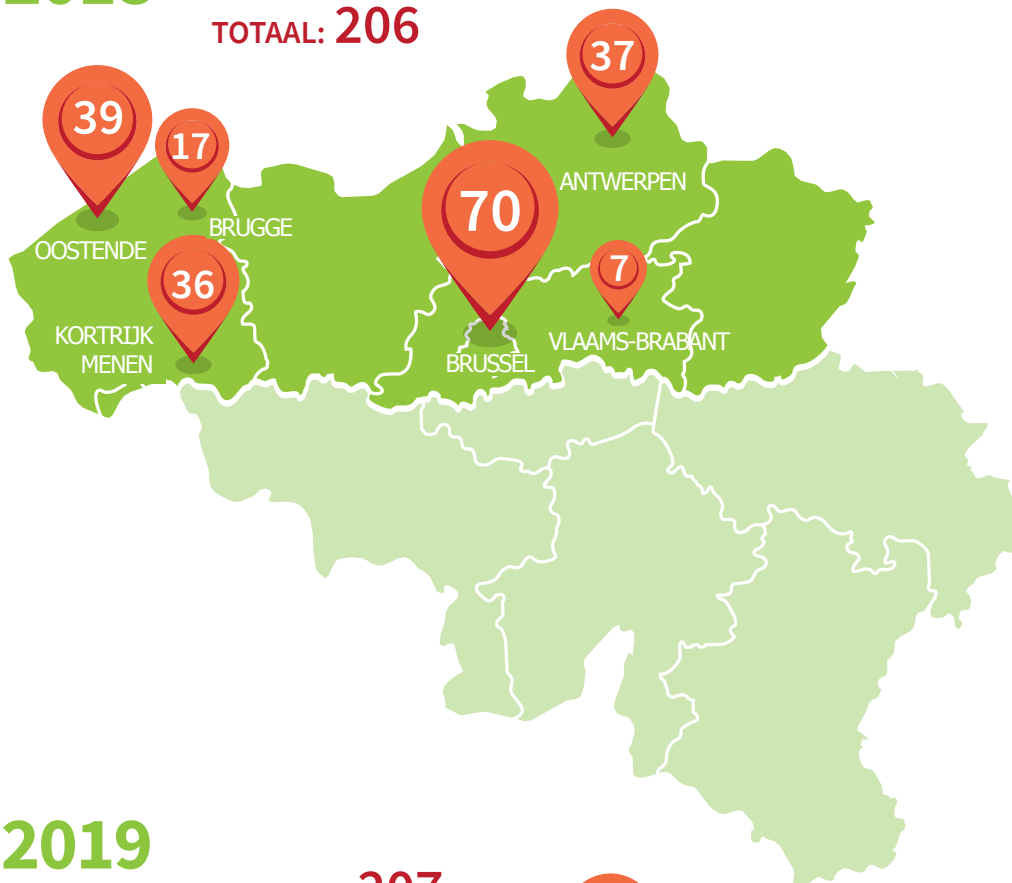 TOTAAL: 206
37
39
17
ANTWERPEN
70
BRUGGE
OOSTENDE
7
36
KORTRIJK
MENEN
VLAAMS-BRABANT
BRUSSEL
2019